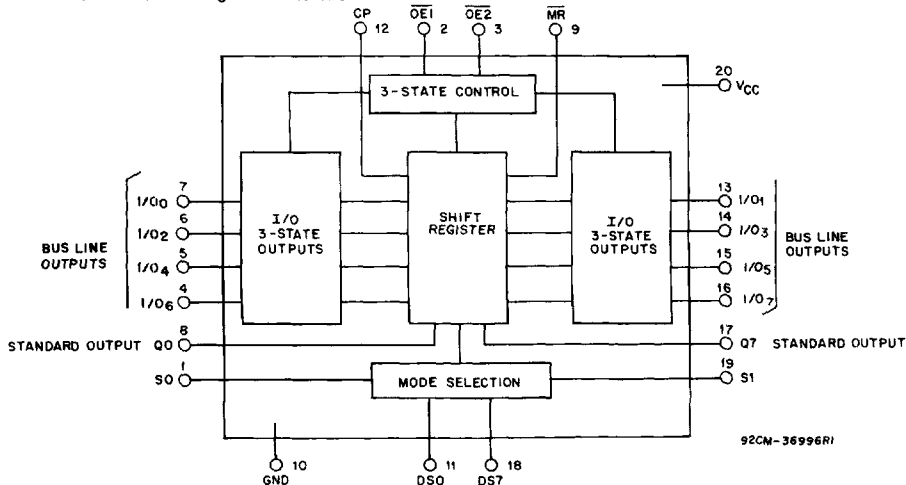 CP OE1 OE2 MR
12 2 3 9
20
VCC
3-STATE CONTROL
7
I/O0
6
I/O2
5
I/O4
4
I/O6
BUS LINE
OUTPUTS
I/O
3-STATE
OUTPUTS
SHIFT
REGISTER
I/O
3-STATE
OUTPUTS
13
I/O1
14
I/O3
15
I/O5
16
I/O7
BUS LINE
OUTPUTS
8
STANDARD OUTPUT Q0
17
Q7 STANDARD OUTPUT
1
S0
MODE SELECTION
19
S1
92CM-36996R1
10
GND
11
DS0
18
DS7